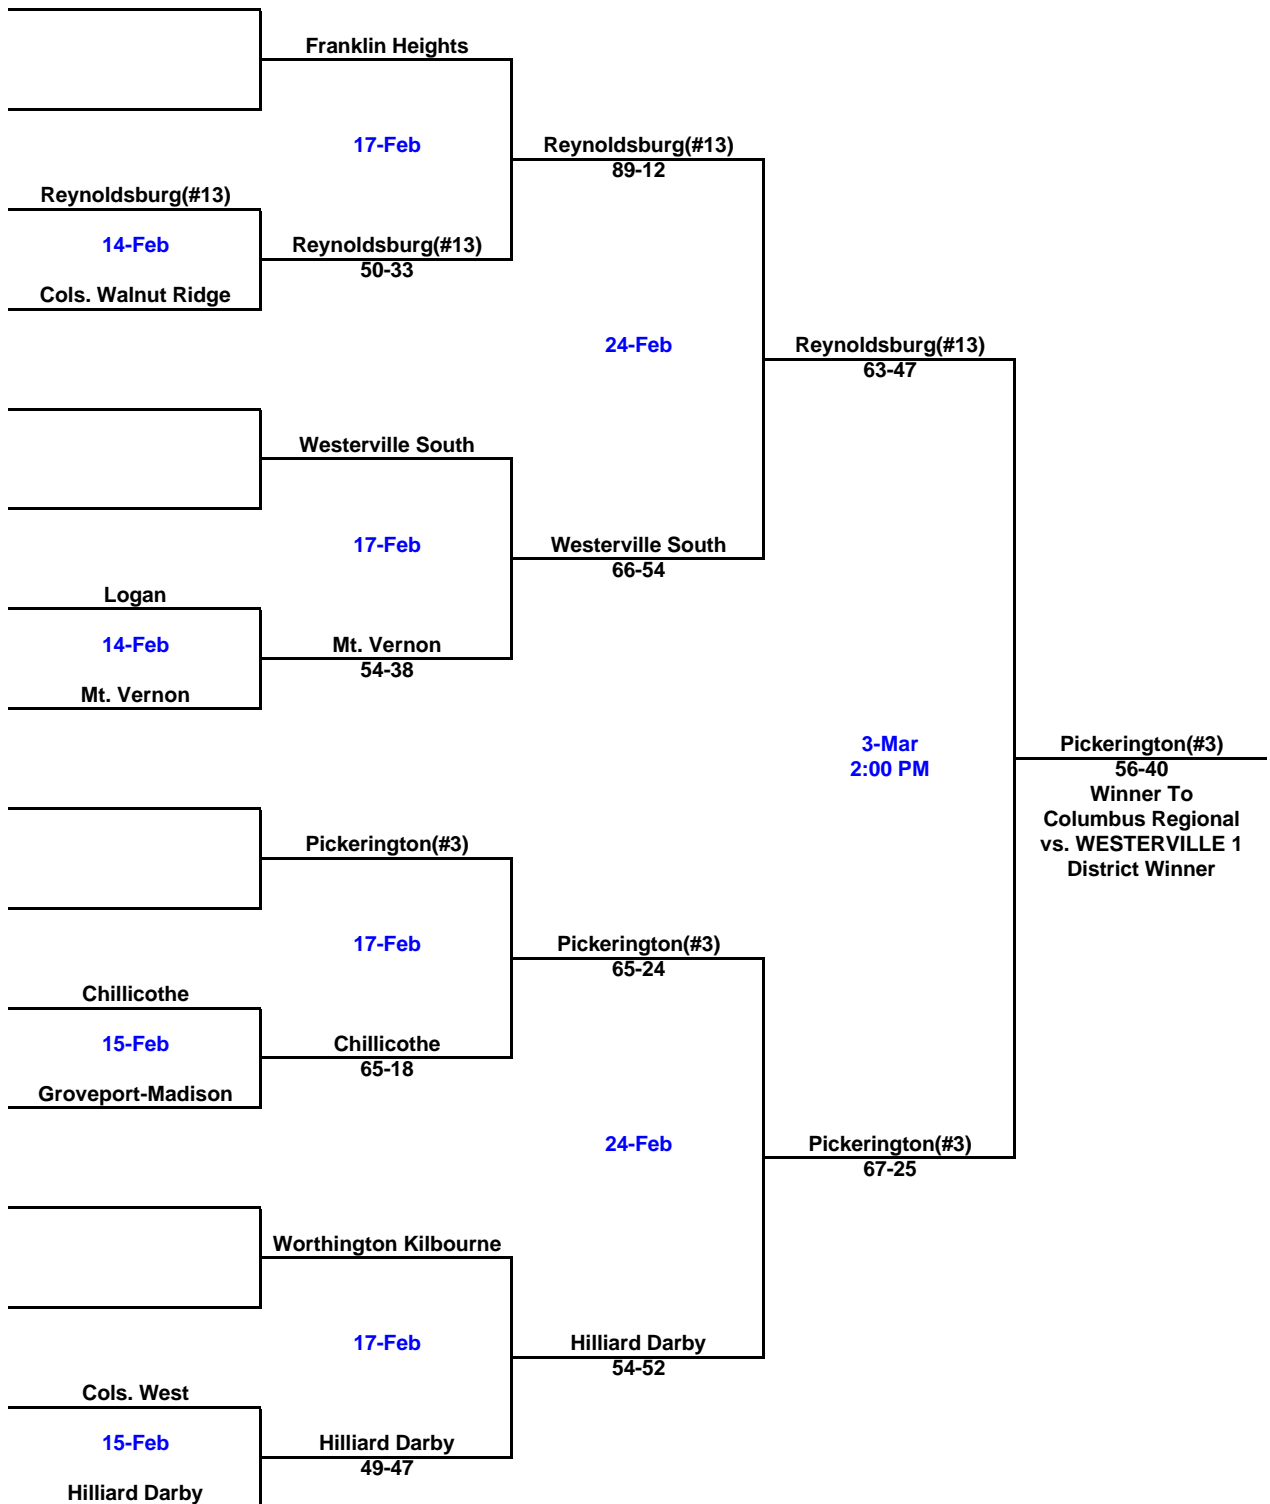 Franklin Heights
17-Feb
Reynoldsburg(#13)
89-12
Reynoldsburg(#13)
14-Feb
Reynoldsburg(#13)
50-33
Cols. Walnut Ridge
24-Feb
Reynoldsburg(#13)
63-47
Westerville South
17-Feb
Westerville South
66-54
Logan
14-Feb
Mt. Vernon
54-38
Mt. Vernon
3-Mar
2:00 PM
Pickerington(#3)
56-40
Winner To
Columbus Regional
vs. WESTERVILLE 1
District Winner
Pickerington(#3)
17-Feb
Pickerington(#3)
65-24
Chillicothe
15-Feb
Chillicothe
65-18
Groveport-Madison
24-Feb
Pickerington(#3)
67-25
Worthington Kilbourne
17-Feb
Hilliard Darby
54-52
Cols. West
15-Feb
Hilliard Darby
49-47
Hilliard Darby